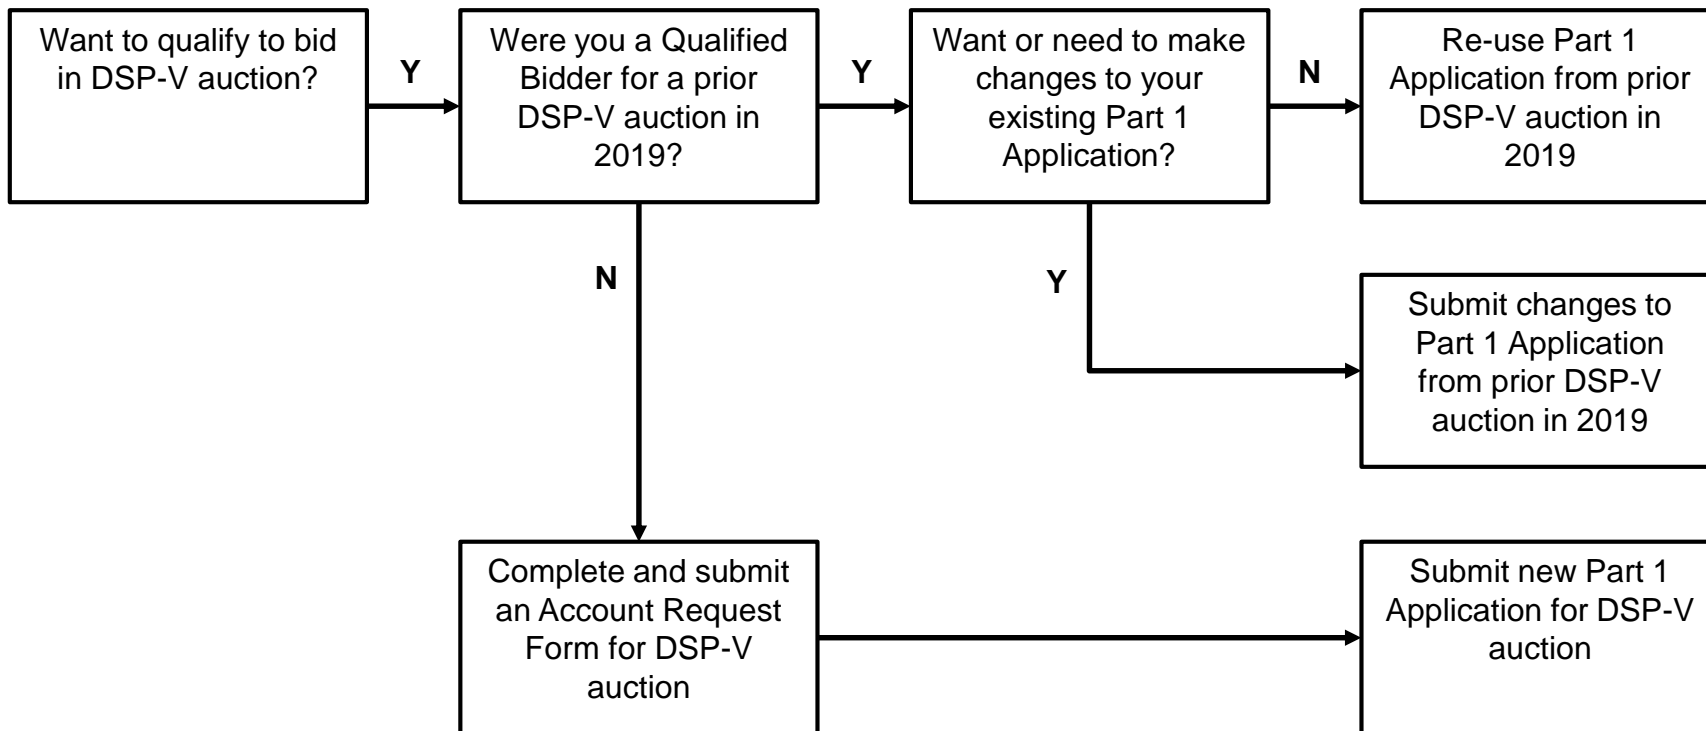 Want to qualify to bid
in DSP-V auction?
Y
Were you a Qualified
Bidder for a prior
DSP-V auction in
2019?
Y
Want or need to make
changes to your
existing Part 1
Application?
N
Re-use Part 1
Application from prior
DSP-V auction in
2019
N
Y
Submit changes to
Part 1 Application
from prior DSP-V
auction in 2019
Complete and submit
an Account Request
Form for DSP-V
auction
Submit new Part 1
Application for DSP-V
auction